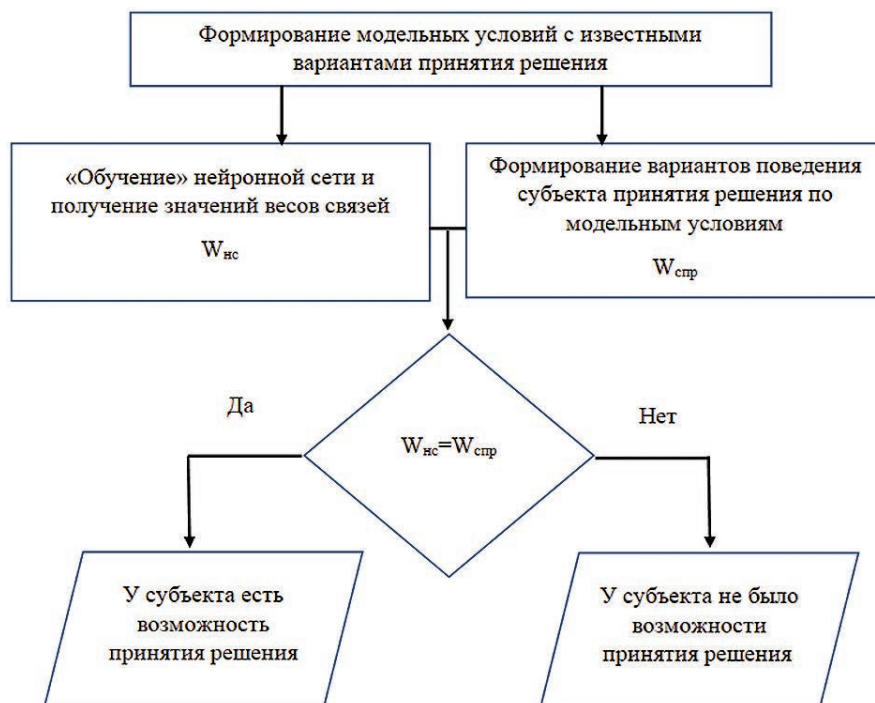 Формирование модельных условий с известными
вариантами принятия решения
«Обучение» нейронной сети и
получение значений весов связей
Wнс
Формирование вариантов поведения
субъекта принятия решения по
модельным условиям
Wспр
Да
Нет
Wнс=Wспр
У субъекта есть
возможность
принятия решения
У субъекта не было
возможности
принятия решения